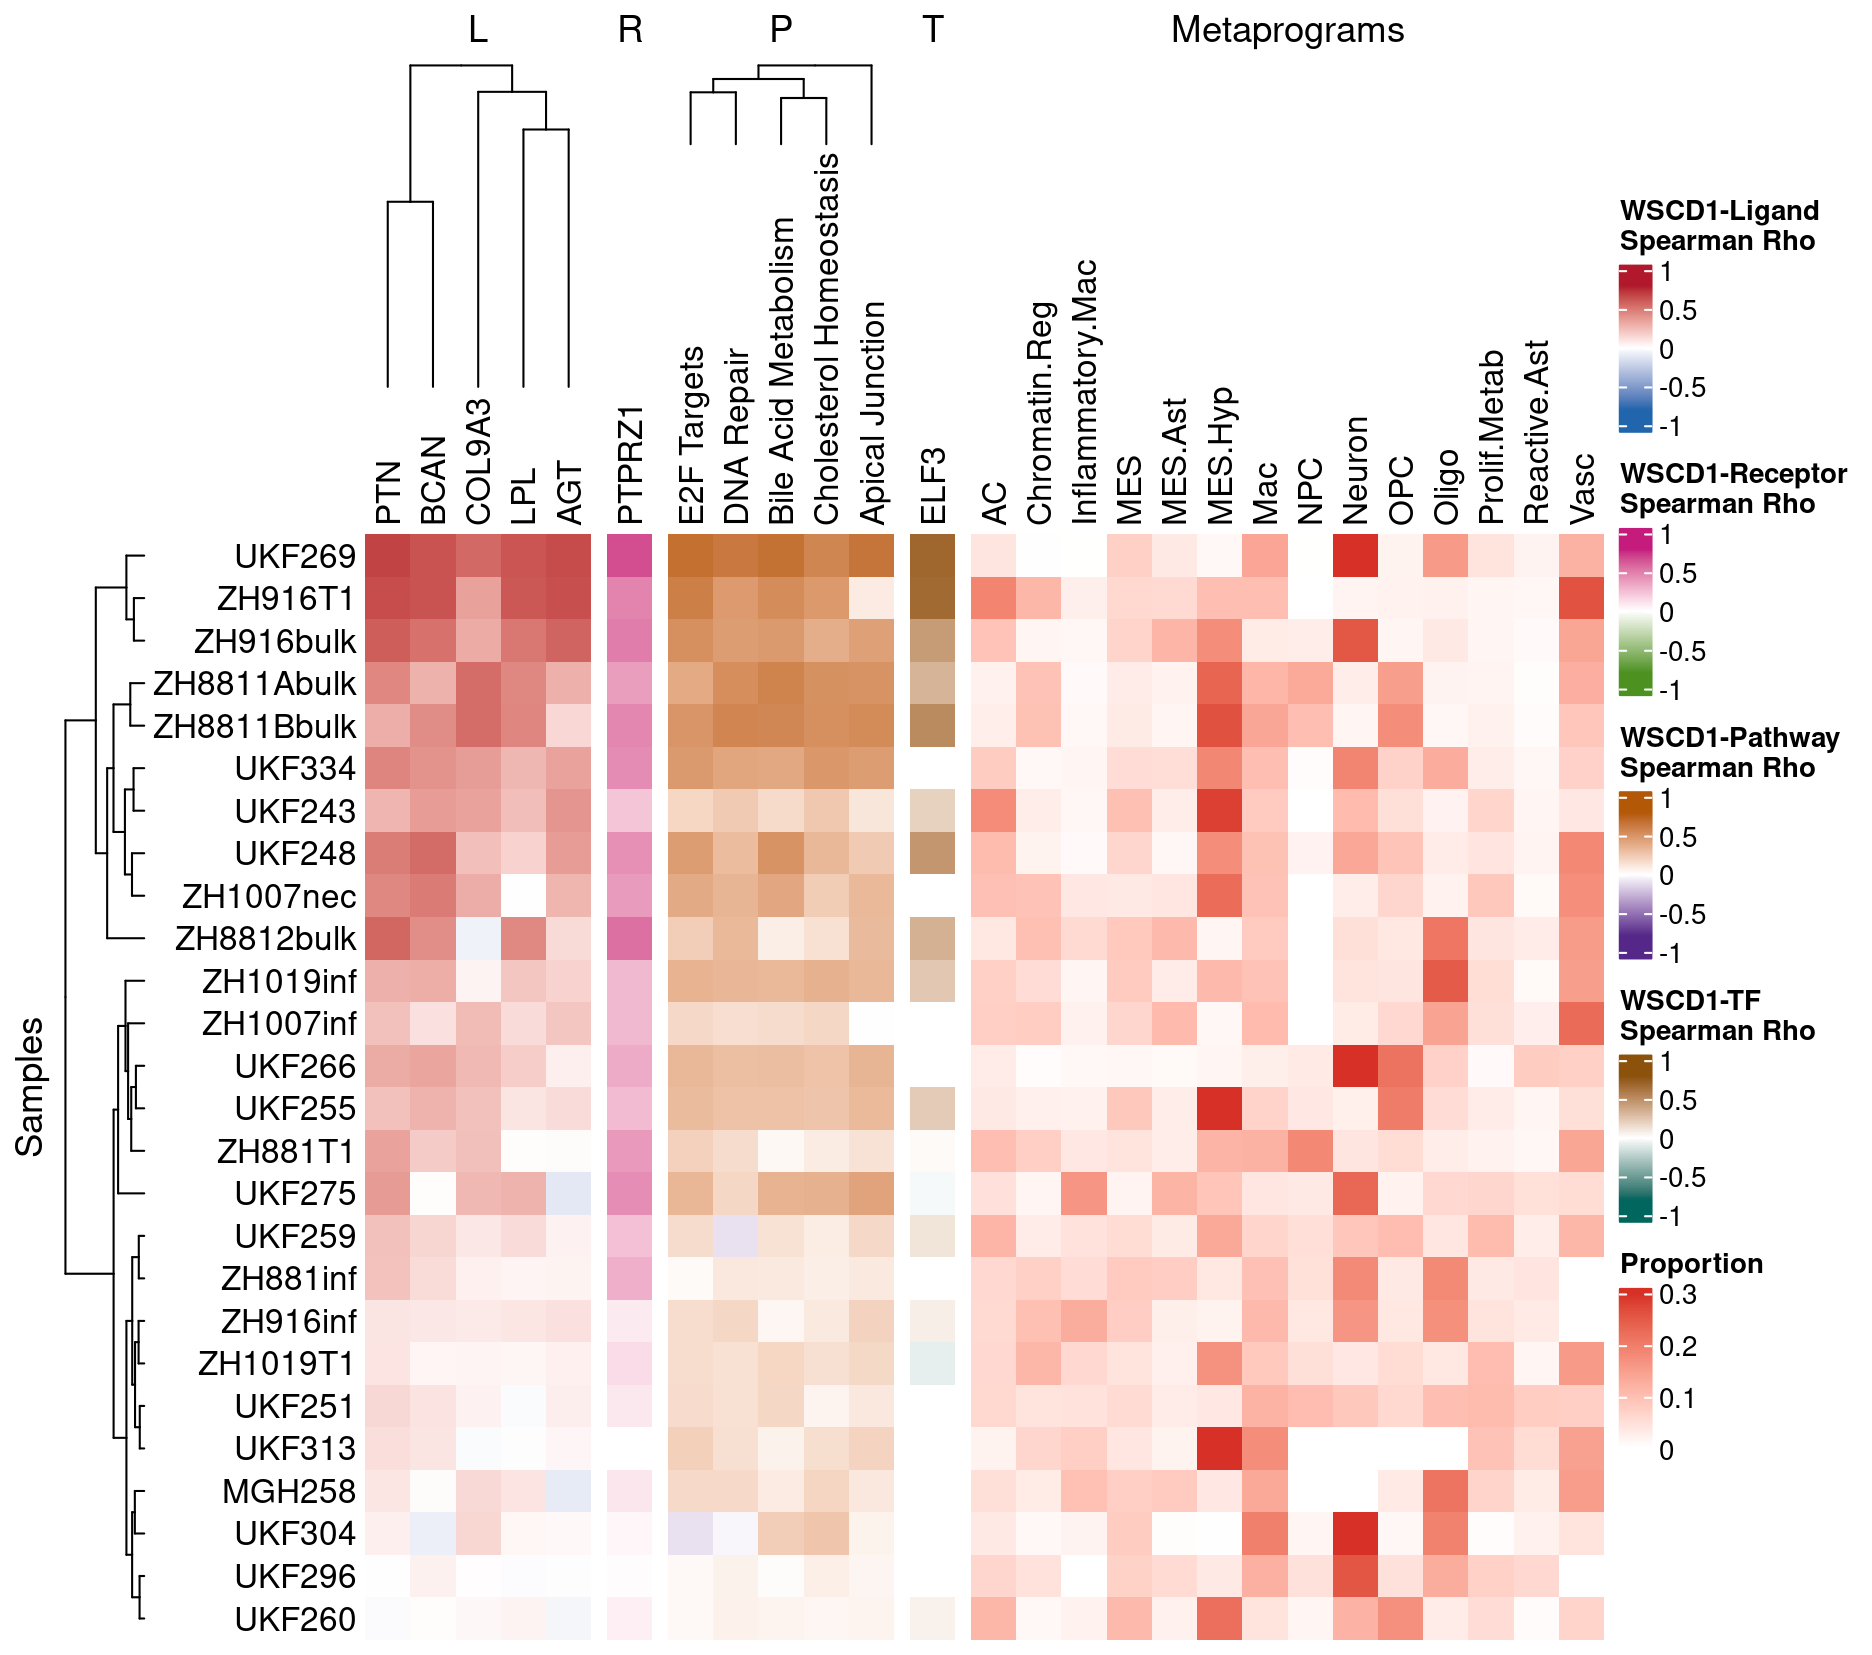 L R P T Metaprograms
PTN
BCAN
COL9A3
LPL
AGT
PTPRZ1
E2F Targets
DNA Repair
Bile Acid Metabolism
Cholesterol Homeostasis
Apical Junction
ELF3
AC
Chromatin.Reg
Inflammatory.Mac
MES
MES.Ast
MES.Hyp
Mac
NPC
Neuron
OPC
Oligo
Prolif.Metab
Reactive.Ast
Vasc
Samples
UKF269
ZH916T1
ZH916bulk
ZH8811Abulk
ZH8811Bbulk
UKF334
UKF243
UKF248
ZH1007nec
ZH8812bulk
ZH1019inf
ZH1007inf
UKF266
UKF255
ZH881T1
UKF275
UKF259
ZH881inf
ZH916inf
ZH1019T1
UKF251
UKF313
MGH258
UKF304
UKF296
UKF260
WSCD1-Ligand
Spearman Rho
1
0.5
0
-0.5
-1
WSCD1-Receptor
Spearman Rho
1
0.5
0
-0.5
-1
WSCD1-Pathway
Spearman Rho
1
0.5
0
-0.5
-1
WSCD1-TF
Spearman Rho
1
0.5
0
-0.5
-1
Proportion
0.3
0.2
0.1
0